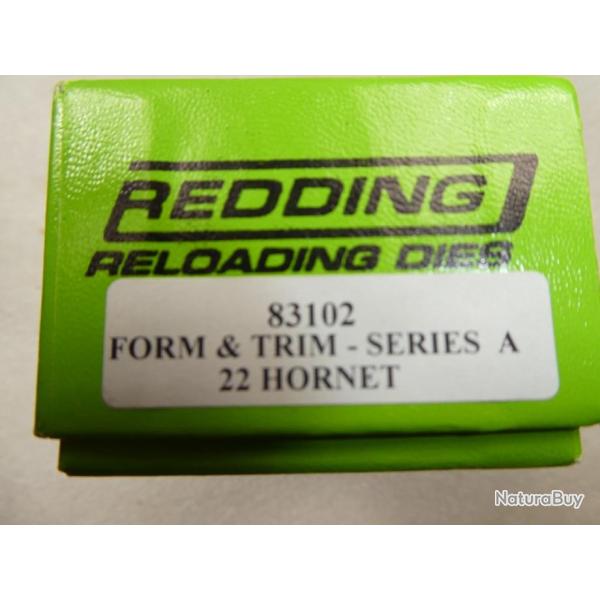 REDDING
RELOADING DIES
83102
FORM & TRIM - SERIES A
22 HORNET
NaturaBuy